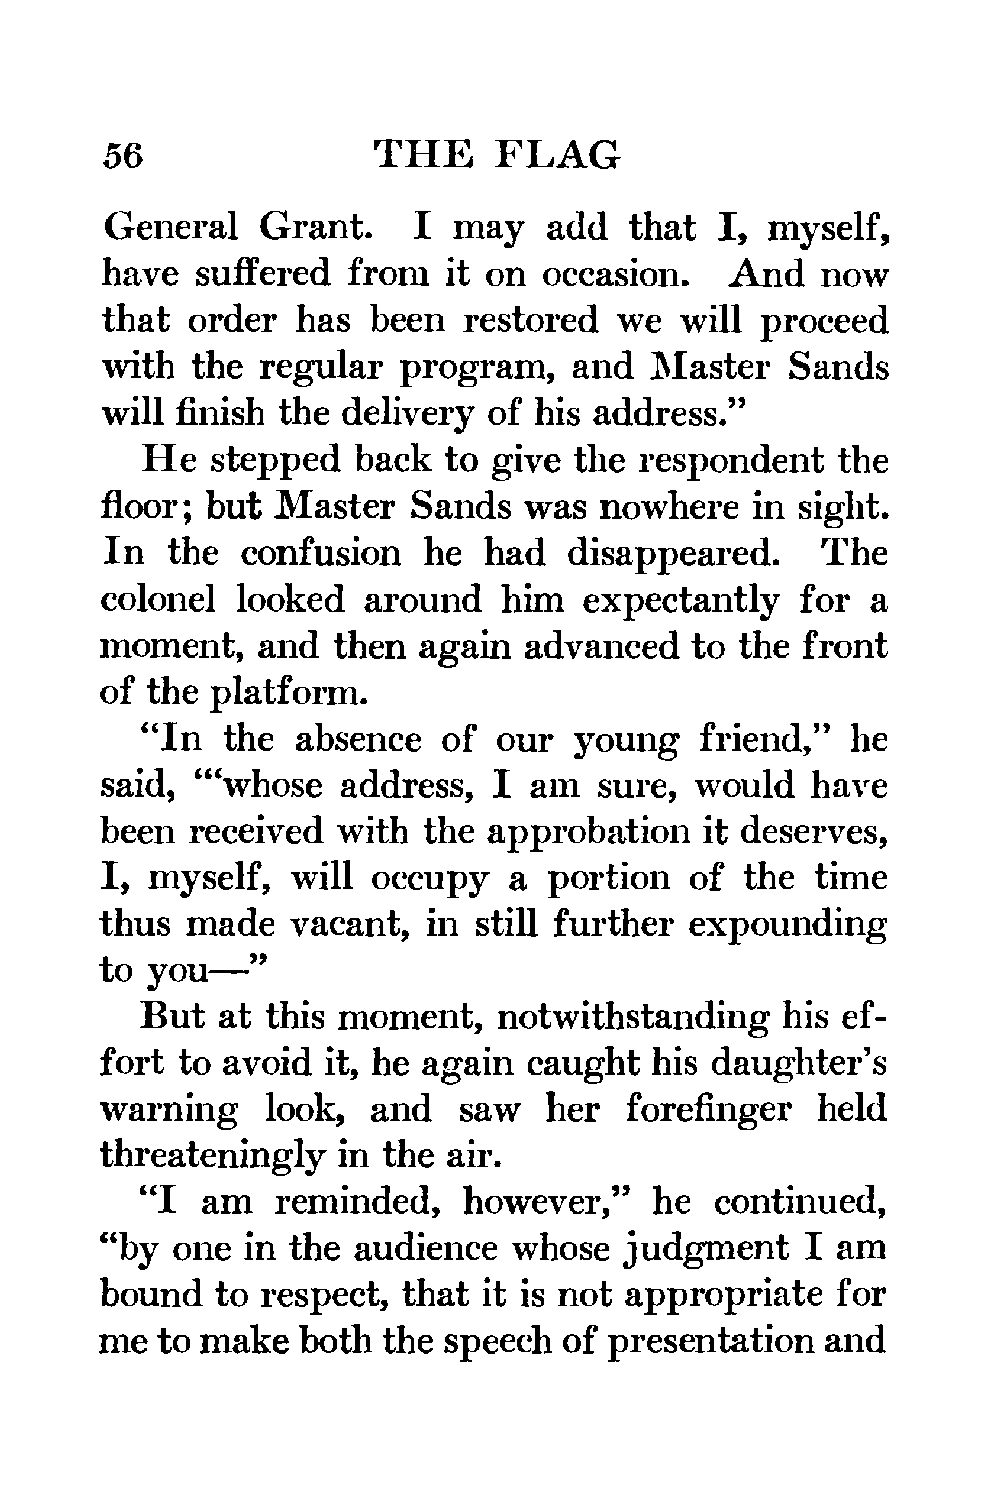 56 THE FLAG
General Grant. I may add that I, myself,
have suffered from it on occasion. And now
that order has been restored we will proceed
with the regular program, and Master Sands
will finish the delivery of his address.”
He stepped back to give the respondent the
floor; but Master Sands was nowhere in sight.
In the confusion he had disappeared. The
colonel looked around him expectantly for a
moment, and then again advanced to the front
of the platform.
“In the absence of our young friend,” he
said, “‘whose address, I am sure, would have
been received with the approbation it deserves,
I, myself, will occupy a portion of the time
thus made vacant, in still further expounding
to you—”
But at this moment, notwithstanding his ef-
fort to avoid it, he again caught his daughter’s
warning look, and saw her forefinger held
threateningly in the air.
“I am reminded, however,” he continued,
“by one in the audience whose judgment I am
bound to respect, that it is not appropriate for
me to make both the speech of presentation and